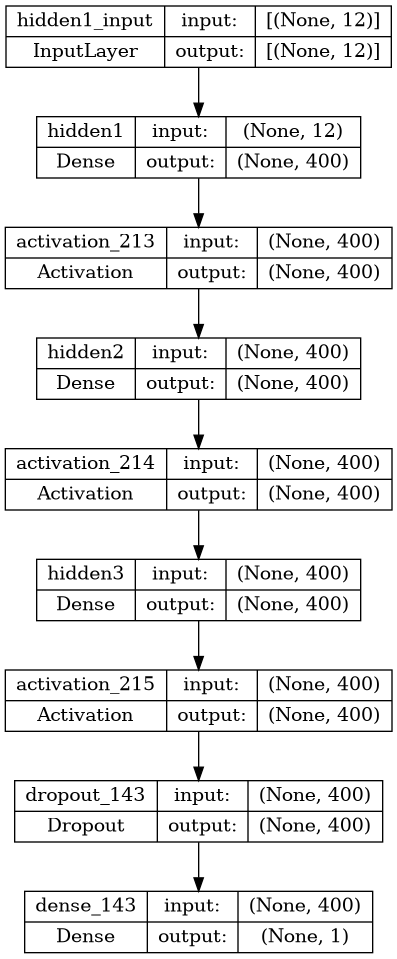 hidden1_input input: [(None, 12)]
InputLayer output: [(None, 12)]
hidden1 input: (None, 12)
Dense output: (None, 400)
activation_213 input: (None, 400)
Activation output: (None, 400)
hidden2 input: (None, 400)
Dense output: (None, 400)
activation_214 input: (None, 400)
Activation output: (None, 400)
hidden3 input: (None, 400)
Dense output: (None, 400)
activation_215 input: (None, 400)
Activation output: (None, 400)
dropout_143 input: (None, 400)
Dropout output: (None, 400)
dense_143 input: (None, 400)
Dense output: (None, 1)